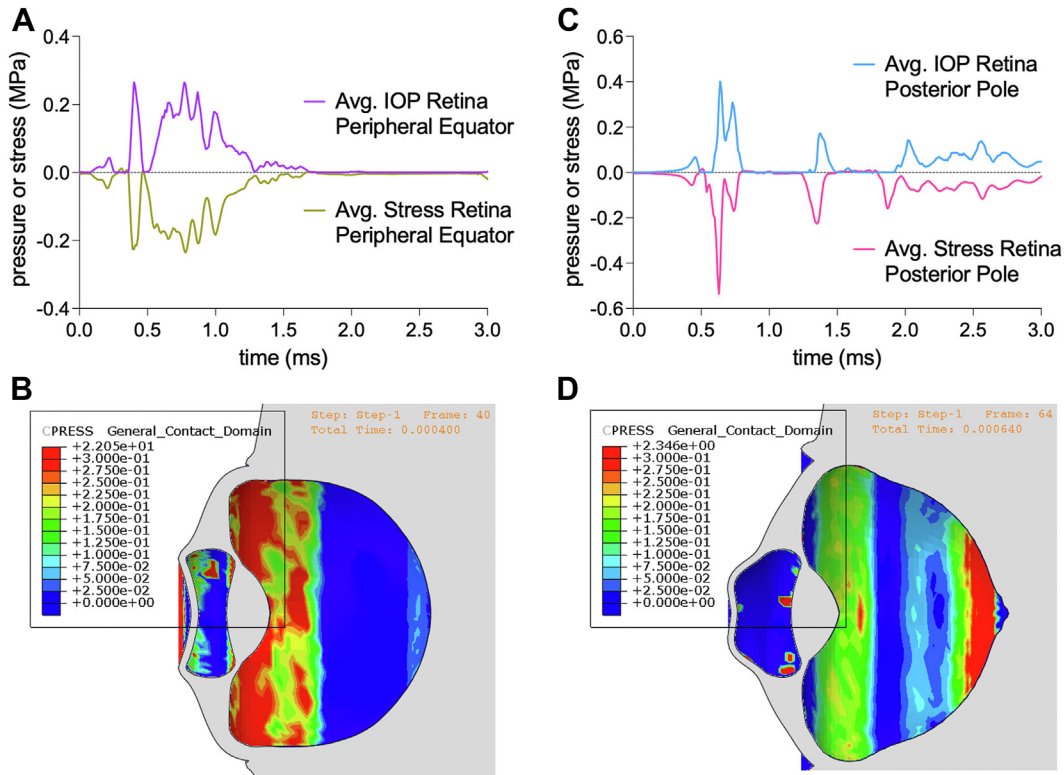 A
pressure or stress (MPa)
0.4
0.2
0.0
-0.2
-0.4
Avg. IOP Retina
Peripheral Equator
Avg. Stress Retina
Peripheral Equator
0.0 0.5 1.0 1.5 2.0 2.5 3.0
time (ms)
C
pressure or stress (MPa)
0.6
0.4
0.2
0.0
-0.2
-0.4
-0.6
Avg. IOP Retina
Posterior Pole
Avg. Stress Retina
Posterior Pole
0.0 0.5 1.0 1.5 2.0 2.5 3.0
time (ms)
B
Step: Step-1 Frame: 40
Total Time: 0.000400
CPRESS General_Contact_Domain
+2.205e+01
+3.000e-01
+2.750e-01
+2.500e-01
+2.250e-01
+2.000e-01
+1.750e-01
+1.500e-01
+1.250e-01
+1.000e-01
+7.500e-02
+5.000e-02
+2.500e-02
+0.000e+00
D
Step: Step-1 Frame: 64
Total Time: 0.000640
CPRESS General_Contact_Domain
+2.346e+00
+3.000e-01
+2.750e-01
+2.500e-01
+2.250e-01
+2.000e-01
+1.750e-01
+1.500e-01
+1.250e-01
+1.000e-01
+7.500e-02
+5.000e-02
+2.500e-02
+0.000e+00